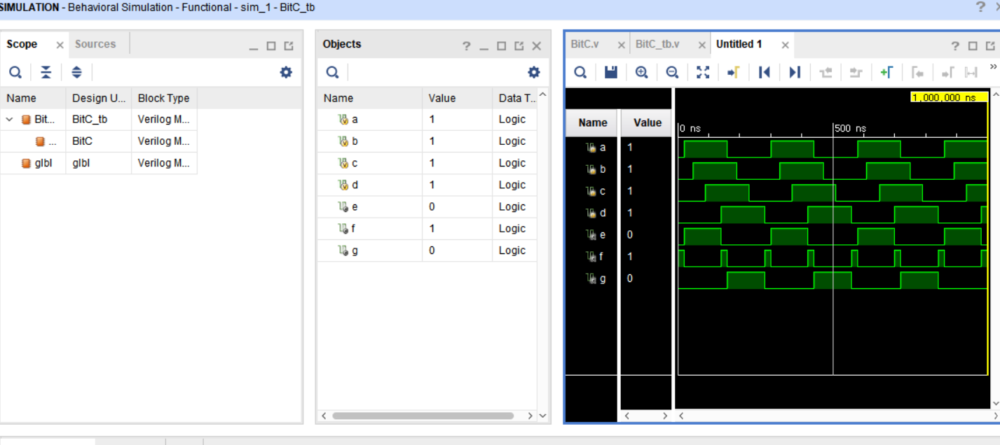 SIMULATION - Behavioral Simulation - Functional - sim_1 - BitC_tb
Scope
Sources
Name Design U... Block Type
Bit... BitC_tb Verilog M...
... BitC Verilog M...
glbl glbl Verilog M...
Objects
Name Value Data T...
a 1 Logic
b 1 Logic
c 1 Logic
d 1 Logic
e 0 Logic
f 1 Logic
g 0 Logic
BitC.v
BitC_tb.v
Untitled 1
1,000,000 ns
Name Value
0 ns 500 ns
a 1
b 1
c 1
d 1
e 0
f 1
g 0